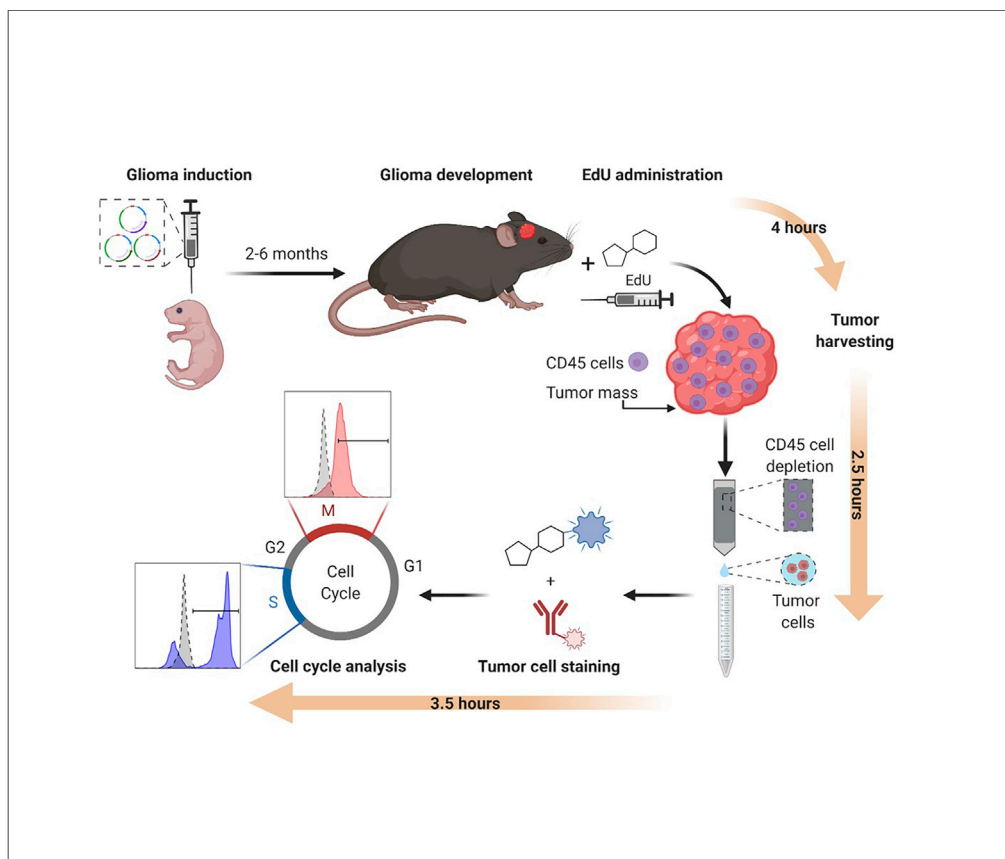 Glioma induction
Glioma development
EdU administration
4 hours
2-6 months
EdU
Tumor
harvesting
CD45 cells
Tumor mass
CD45 cell
depletion
2.5 hours
M
G2
G1
Cell
Cycle
S
+
+
Tumor
cells
Cell cycle analysis
Tumor cell staining
3.5 hours